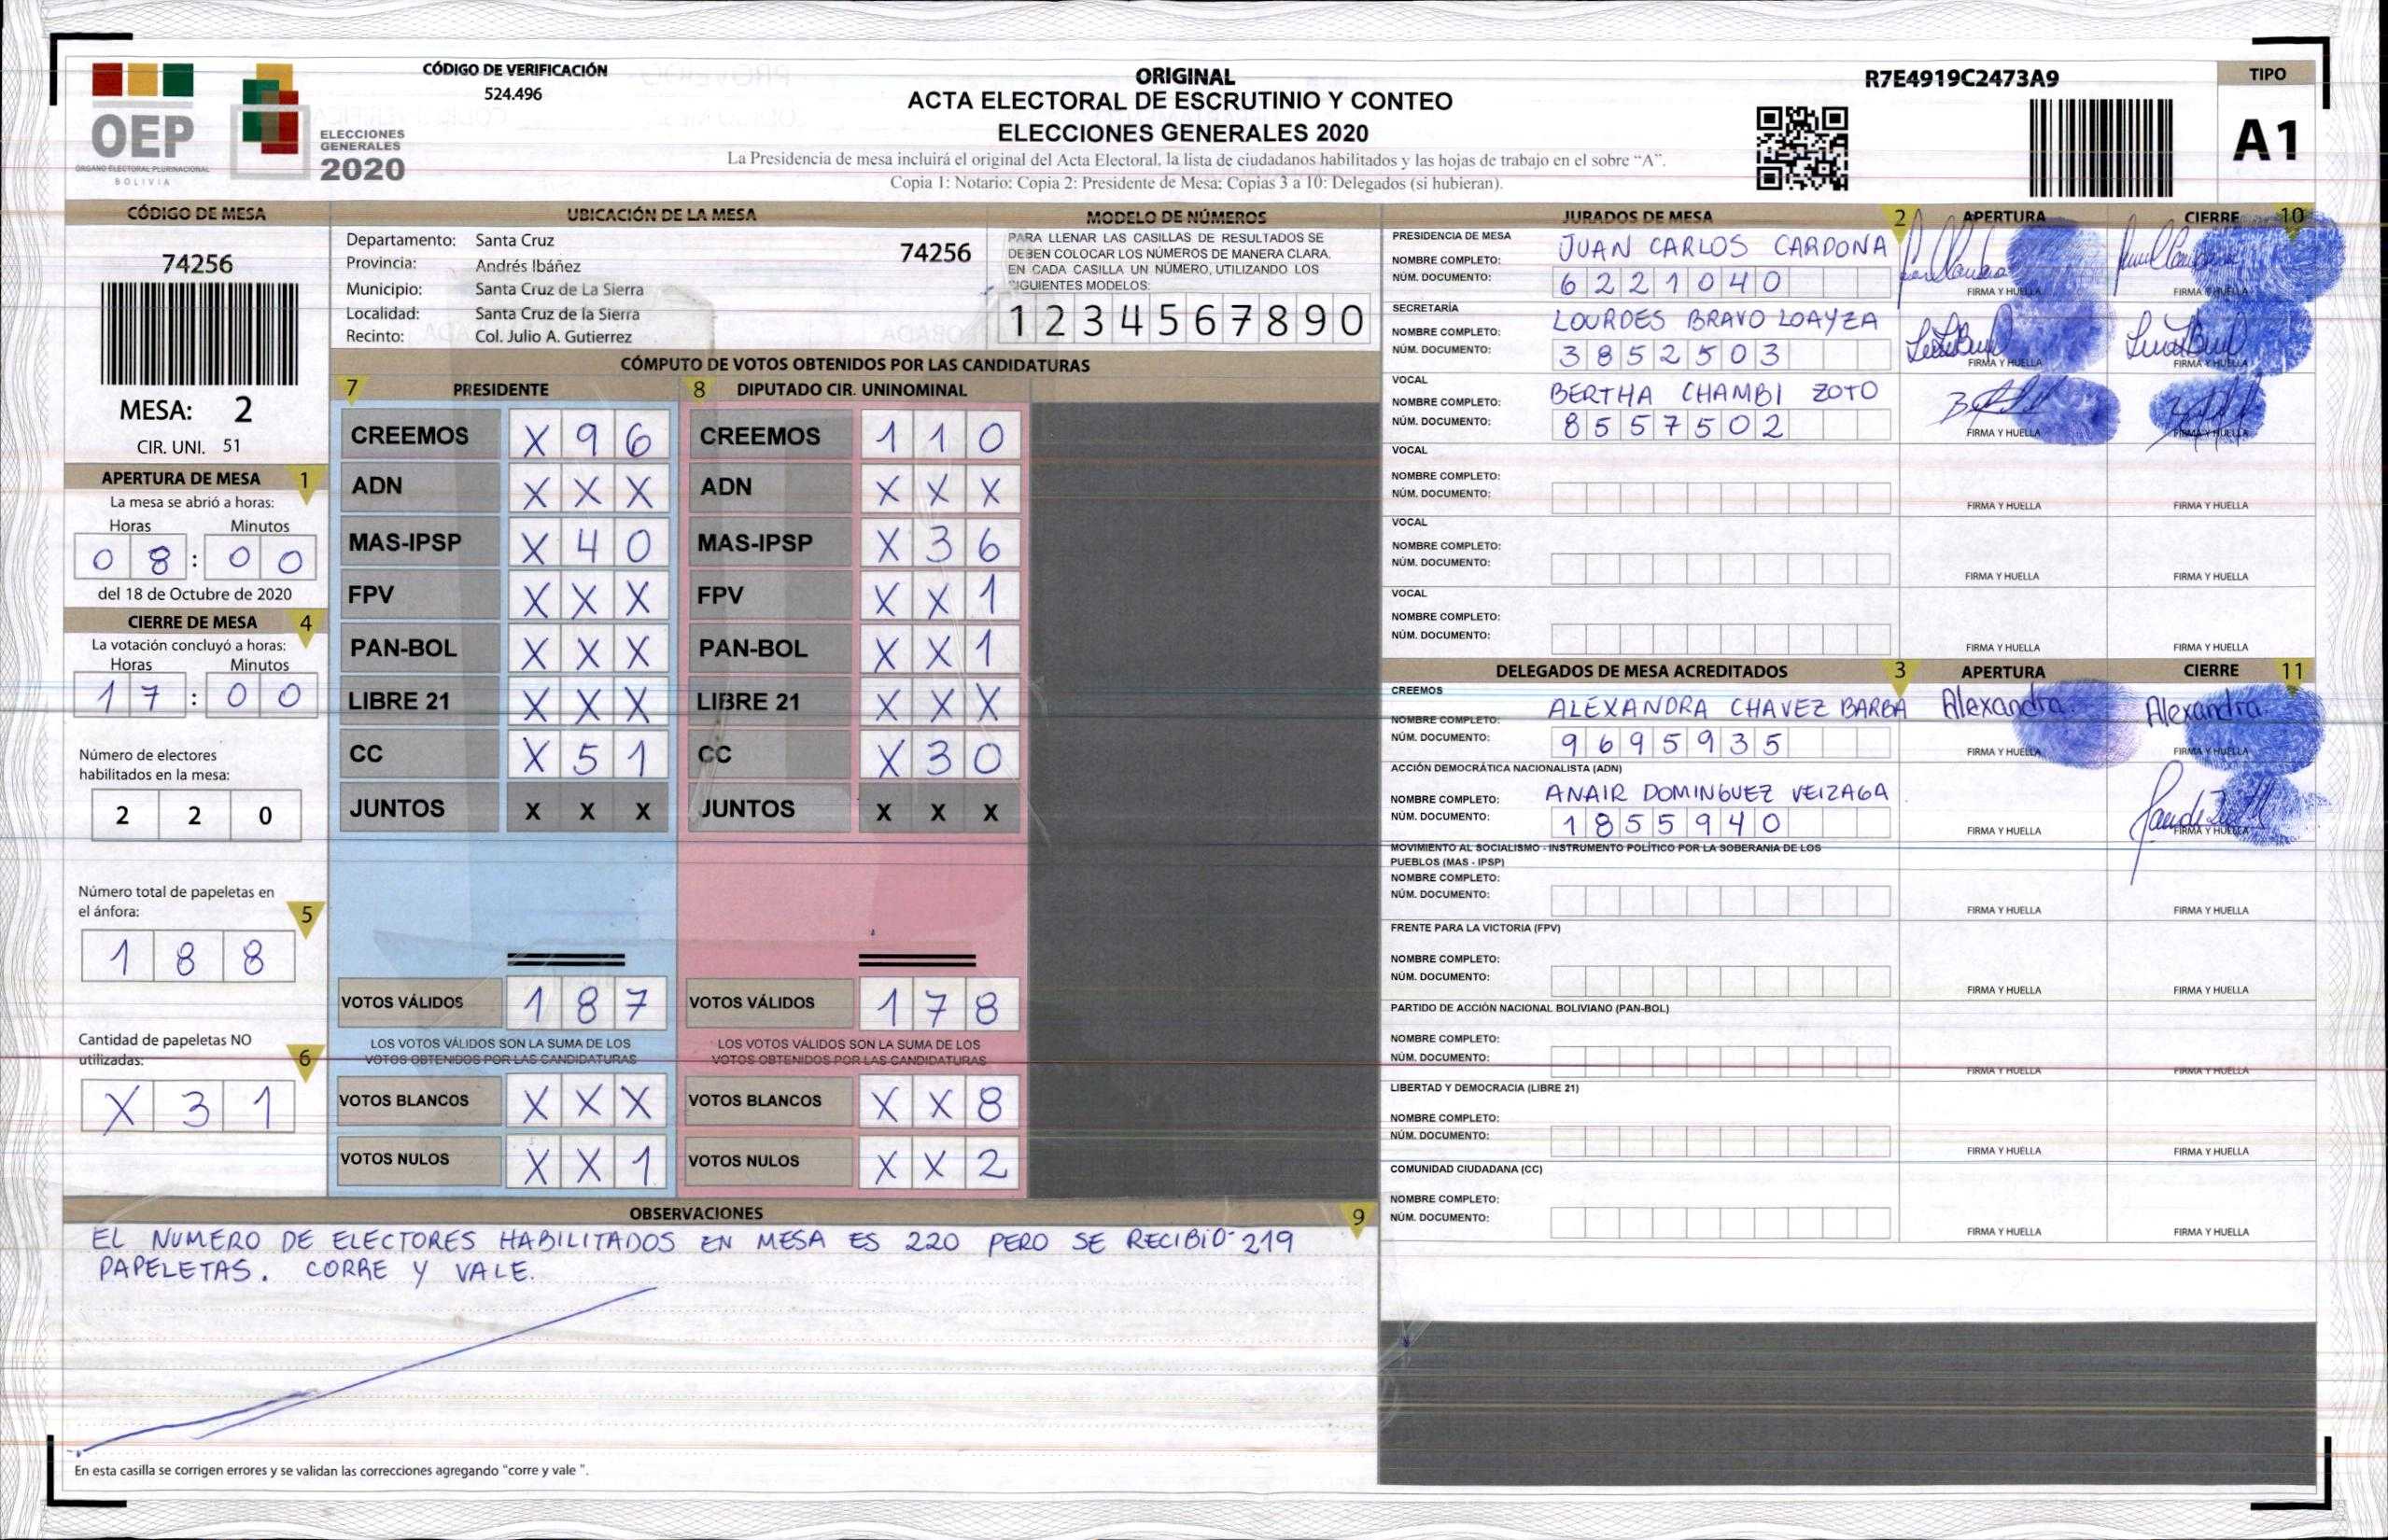 OEP
ÓRGANO ELECTORAL PLURINACIONAL
BOLIVIA
ELECCIONES
GENERALES
2020
CÓDIGO DE VERIFICACIÓN
524.496
ORIGINAL
ACTA ELECTORAL DE ESCRUTINIO Y CONTEO
ELECCIONES GENERALES 2020
La Presidencia de mesa incluirá el original del Acta Electoral, la lista de ciudadanos habilitados y las hojas de trabajo en el sobre “A”.
Copia 1: Notario; Copia 2: Presidente de Mesa; Copias 3 a 10: Delegados (si hubieran).
R7E4919C2473A9
TIPO
A1
CÓDIGO DE MESA
74256
MESA: 2
CIR. UNI. 51
APERTURA DE MESA 1
La mesa se abrió a horas:
Horas Minutos
0 8 : 0 0
del 18 de Octubre de 2020
CIERRE DE MESA 4
La votación concluyó a horas:
Horas Minutos
1 7 : 0 0
Número de electores
habilitados en la mesa:
2 2 0
Número total de papeletas en
el ánfora: 5
1 8 8
Cantidad de papeletas NO
utilizadas: 6
X 3 1
UBICACIÓN DE LA MESA
Departamento: Santa Cruz 74256
Provincia: Andrés Ibáñez
Municipio: Santa Cruz de La Sierra
Localidad: Santa Cruz de la Sierra
Recinto: Col. Julio A. Gutierrez
MODELO DE NÚMEROS
PARA LLENAR LAS CASILLAS DE RESULTADOS SE
DEBEN COLOCAR LOS NÚMEROS DE MANERA CLARA.
EN CADA CASILLA UN NÚMERO, UTILIZANDO LOS
SIGUIENTES MODELOS:
1 2 3 4 5 6 7 8 9 0
CÓMPUTO DE VOTOS OBTENIDOS POR LAS CANDIDATURAS
7 PRESIDENTE 8 DIPUTADO CIR. UNINOMINAL
CREEMOS X 9 6 CREEMOS 1 1 0
ADN X X X ADN X X X
MAS-IPSP X 4 0 MAS-IPSP X 3 6
FPV X X X FPV X X 1
PAN-BOL X X X PAN-BOL X X 1
LIBRE 21 X X X LIBRE 21 X X X
CC X 5 1 CC X 3 0
JUNTOS X X X JUNTOS X X X
VOTOS VÁLIDOS 1 8 7 VOTOS VÁLIDOS 1 7 8
LOS VOTOS VÁLIDOS SON LA SUMA DE LOS LOS VOTOS VÁLIDOS SON LA SUMA DE LOS
VOTOS OBTENIDOS POR LAS CANDIDATURAS VOTOS OBTENIDOS POR LAS CANDIDATURAS
VOTOS BLANCOS X X X VOTOS BLANCOS X X 8
VOTOS NULOS X X 1 VOTOS NULOS X X 2
OBSERVACIONES 9
EL NUMERO DE ELECTORES HABILITADOS EN MESA ES 220 PERO SE RECIBIO 219
PAPELETAS. CORRE Y VALE.
En esta casilla se corrigen errores y se validan las correcciones agregando "corre y vale ".
JURADOS DE MESA 2 APERTURA CIERRE 10
PRESIDENCIA DE MESA
NOMBRE COMPLETO: JUAN CARLOS CARDONA
NÚM. DOCUMENTO: 6 2 2 1 0 4 0
FIRMA Y HUELLA FIRMA Y HUELLA
SECRETARÍA
NOMBRE COMPLETO: LOURDES BRAVO LOAYZA
NÚM. DOCUMENTO: 3 8 5 2 5 0 3
FIRMA Y HUELLA FIRMA Y HUELLA
VOCAL
NOMBRE COMPLETO: BERTHA CHAMBI ZOTO
NÚM. DOCUMENTO: 8 5 5 7 5 0 2
FIRMA Y HUELLA FIRMA Y HUELLA
VOCAL
NOMBRE COMPLETO:
NÚM. DOCUMENTO:
FIRMA Y HUELLA FIRMA Y HUELLA
VOCAL
NOMBRE COMPLETO:
NÚM. DOCUMENTO:
FIRMA Y HUELLA FIRMA Y HUELLA
VOCAL
NOMBRE COMPLETO:
NÚM. DOCUMENTO:
FIRMA Y HUELLA FIRMA Y HUELLA
DELEGADOS DE MESA ACREDITADOS 3 APERTURA CIERRE 11
CREEMOS
NOMBRE COMPLETO: ALEXANDRA CHAVEZ BARBA Alexandra Alexandra
NÚM. DOCUMENTO: 9 6 9 5 9 3 5
FIRMA Y HUELLA FIRMA Y HUELLA
ACCIÓN DEMOCRÁTICA NACIONALISTA (ADN)
NOMBRE COMPLETO: ANAIR DOMINGUEZ VEIZAGA
NÚM. DOCUMENTO: 1 8 5 5 9 4 0
FIRMA Y HUELLA FIRMA Y HUELLA
MOVIMIENTO AL SOCIALISMO - INSTRUMENTO POLÍTICO POR LA SOBERANIA DE LOS
PUEBLOS (MAS - IPSP)
NOMBRE COMPLETO:
NÚM. DOCUMENTO:
FIRMA Y HUELLA FIRMA Y HUELLA
FRENTE PARA LA VICTORIA (FPV)
NOMBRE COMPLETO:
NÚM. DOCUMENTO:
FIRMA Y HUELLA FIRMA Y HUELLA
PARTIDO DE ACCIÓN NACIONAL BOLIVIANO (PAN-BOL)
NOMBRE COMPLETO:
NÚM. DOCUMENTO:
FIRMA Y HUELLA FIRMA Y HUELLA
LIBERTAD Y DEMOCRACIA (LIBRE 21)
NOMBRE COMPLETO:
NÚM. DOCUMENTO:
FIRMA Y HUELLA FIRMA Y HUELLA
COMUNIDAD CIUDADANA (CC)
NOMBRE COMPLETO:
NÚM. DOCUMENTO:
FIRMA Y HUELLA FIRMA Y HUELLA